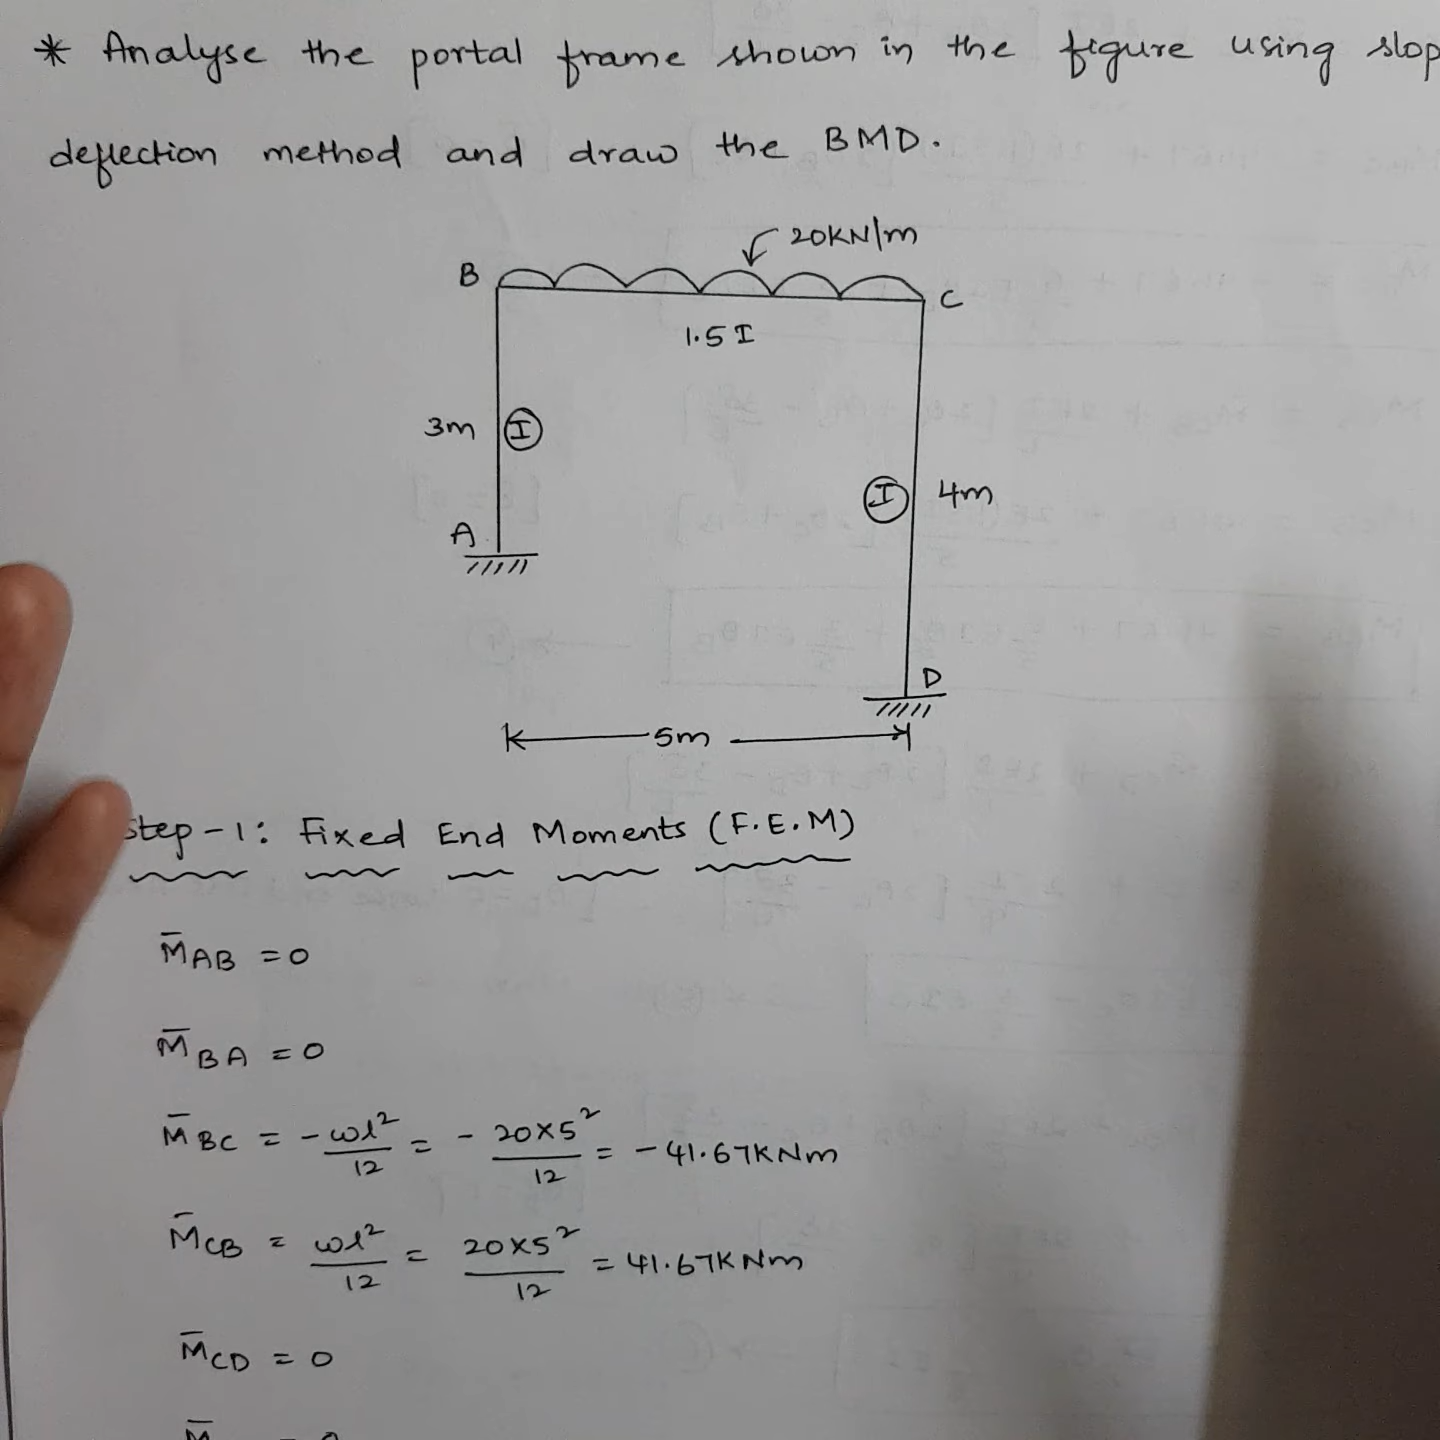 * Analyse the portal frame shown in the figure using slop
deflection method and draw the BMD.
20KN/m
B
C
1.5 I
3m
I
I
4m
A
D
5m
Step-1: Fixed End Moments (F.E.M)
M̅AB = 0
M̅BA = 0
M̅BC = -ωl²/12 = - 20×5²/12 = -41.67KNm
M̅CB = ωl²/12 = 20×5²/12 = 41.67KNm
M̅CD = 0